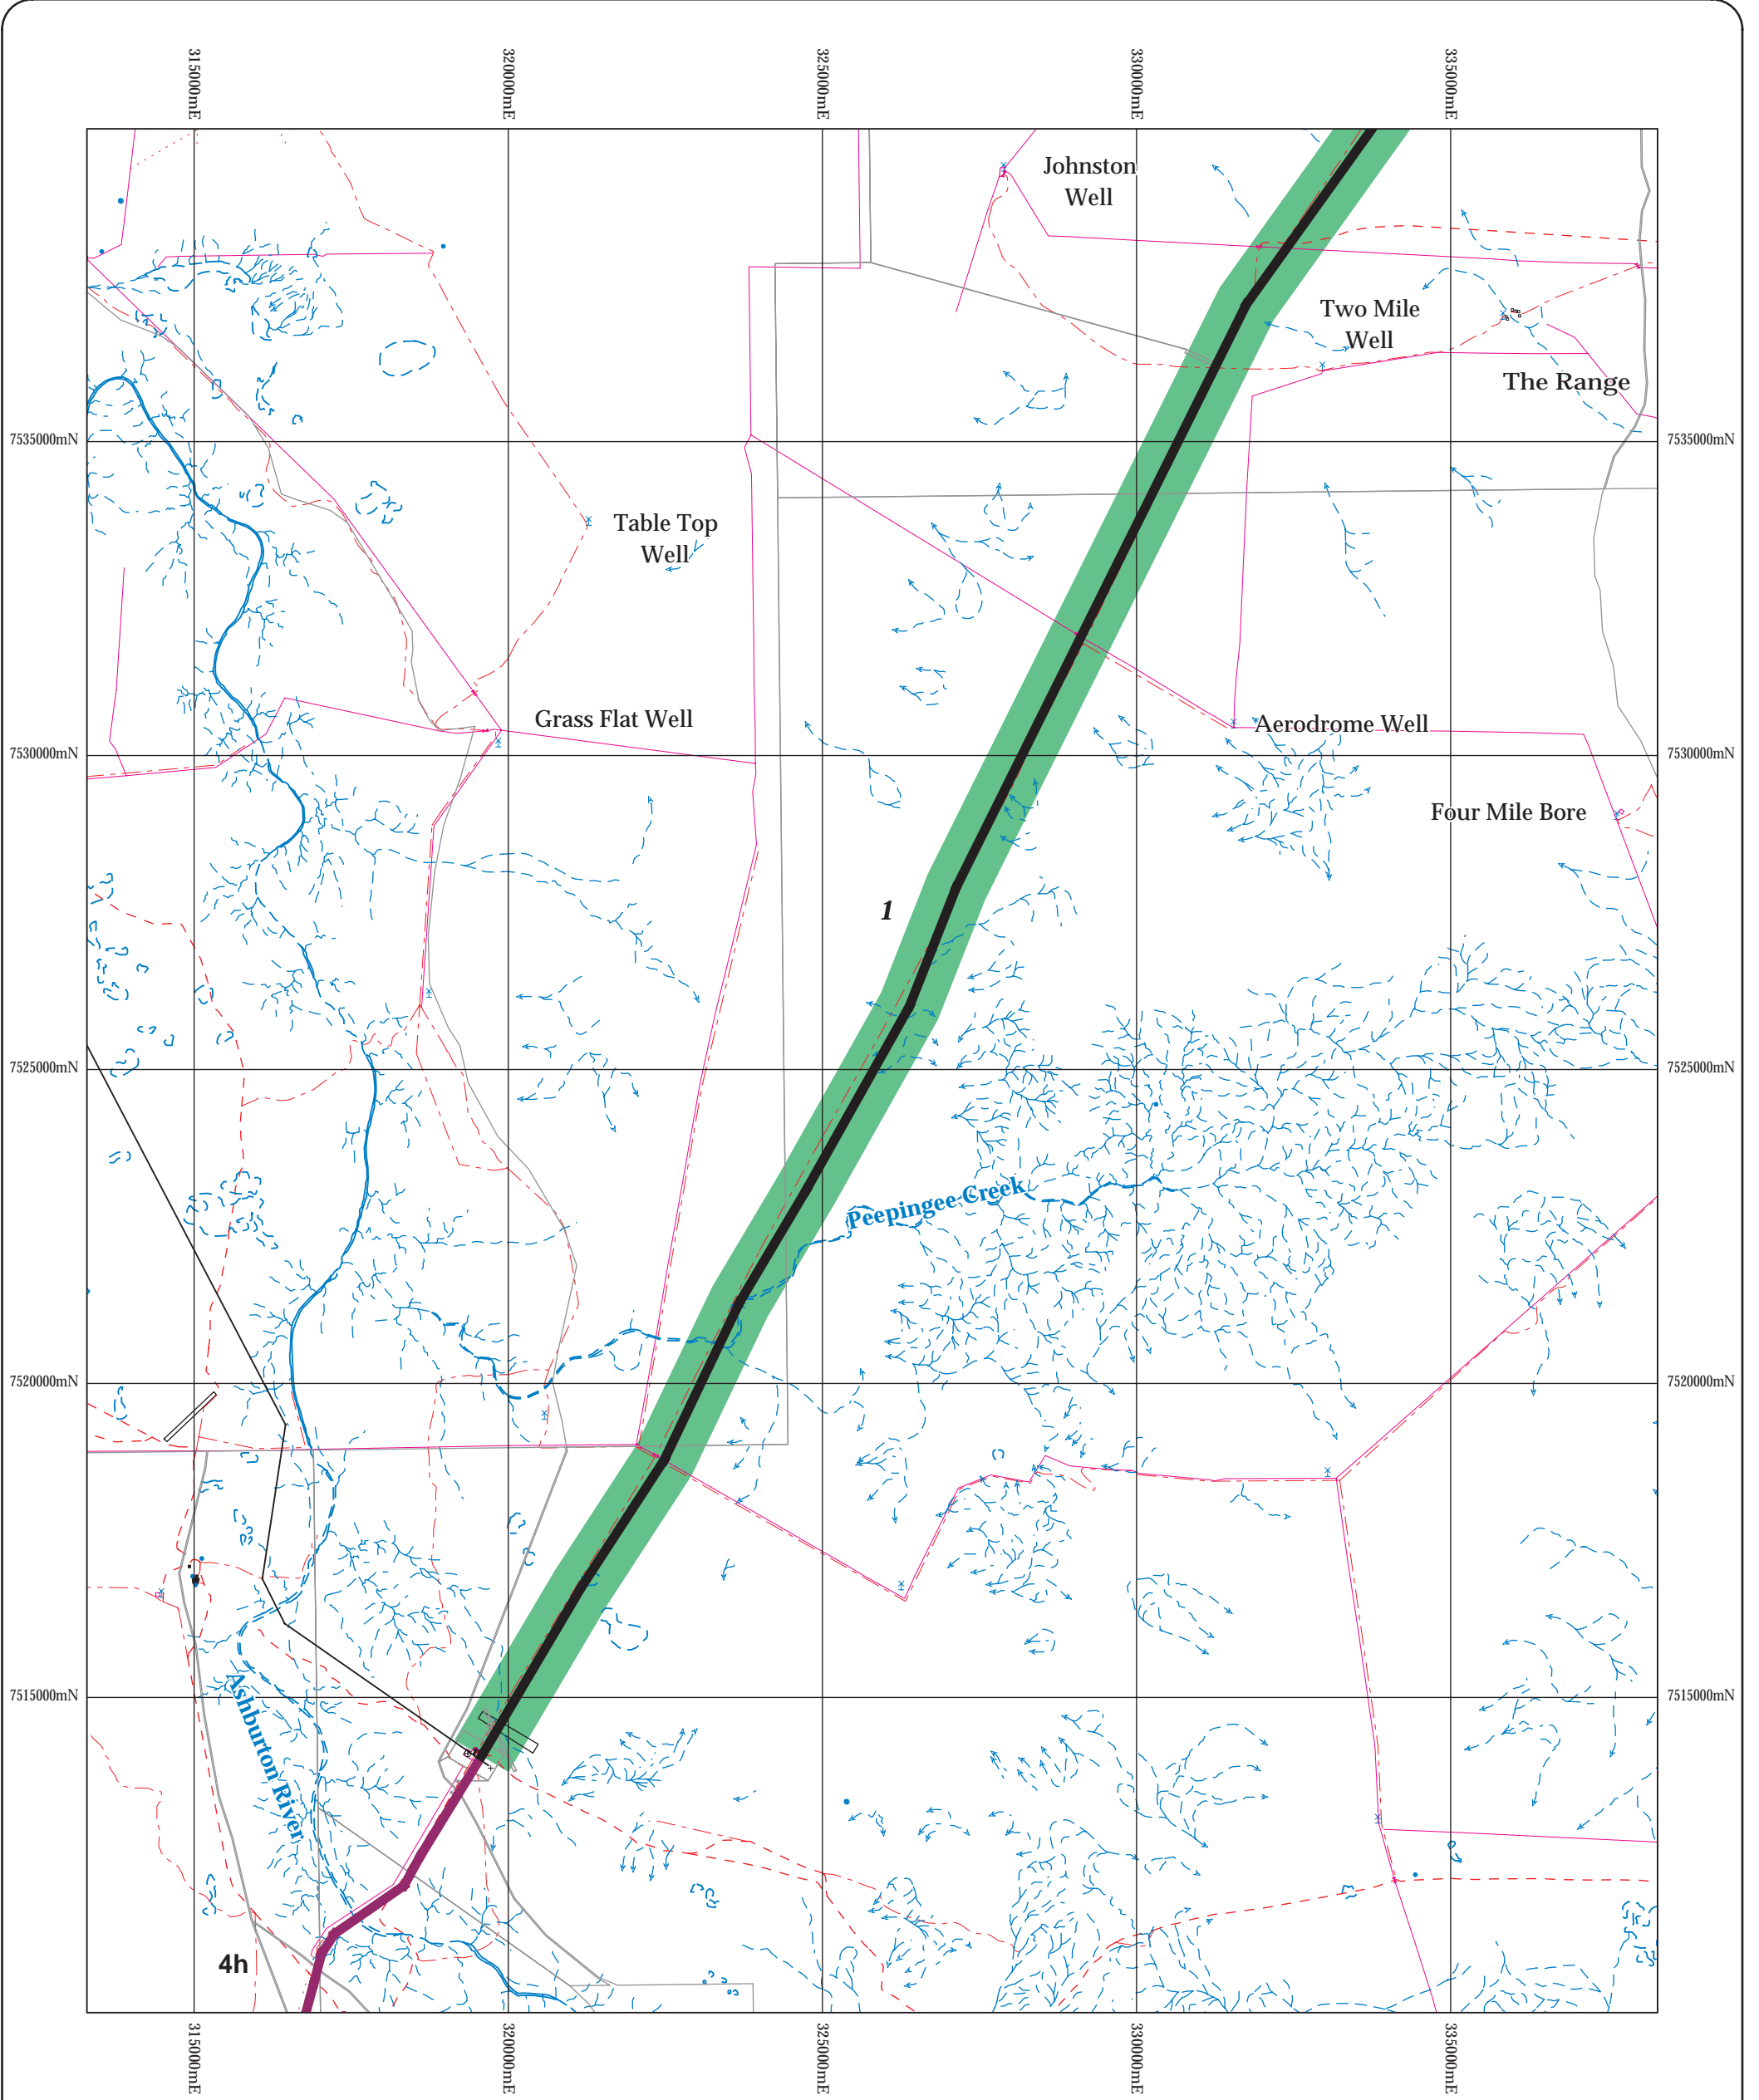 315000mE
320000mE
325000mE
330000mE
335000mE
Johnston
Well
Two Mile
Well
The Range
7535000mN
7535000mN
Table Top
Well
Grass Flat Well
Aerodrome Well
7530000mN
7530000mN
Four Mile Bore
1
7525000mN
7525000mN
Peepingee Creek
7520000mN
7520000mN
7515000mN
7515000mN
Ashburton River
4h
315000mE
320000mE
325000mE
330000mE
335000mE